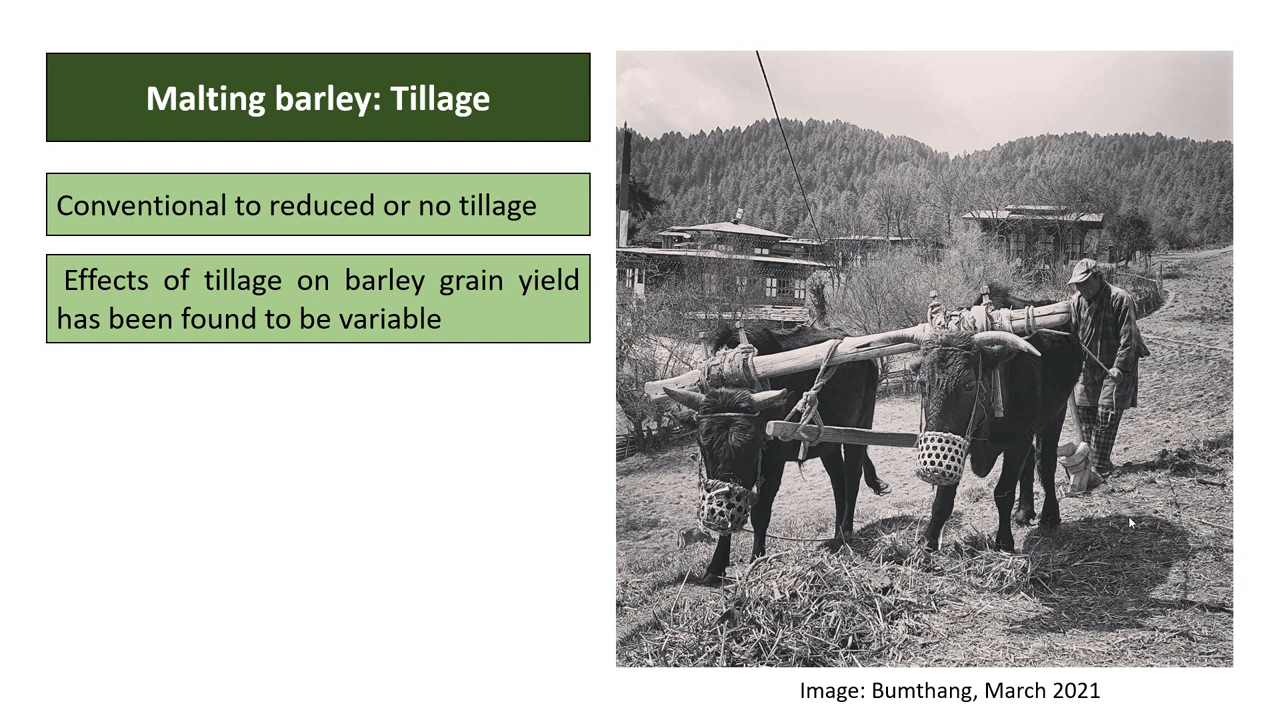 Malting barley: Tillage
Conventional to reduced or no tillage
Effects of tillage on barley grain yield
has been found to be variable
Image: Bumthang, March 2021